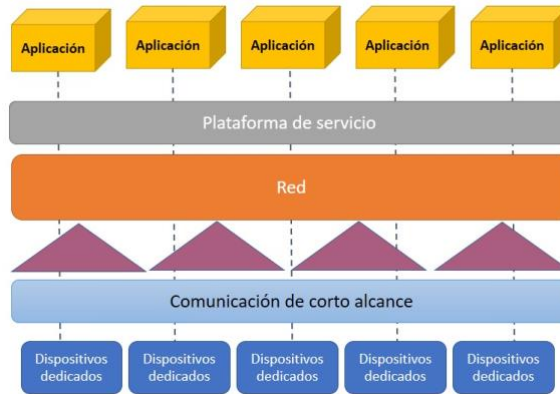 Aplicación
Aplicación
Aplicación
Aplicación
Aplicación
Plataforma de servicio
Red
Comunicación de corto alcance
Dispositivos
dedicados
Dispositivos
dedicados
Dispositivos
dedicados
Dispositivos
dedicados
Dispositivos
dedicados